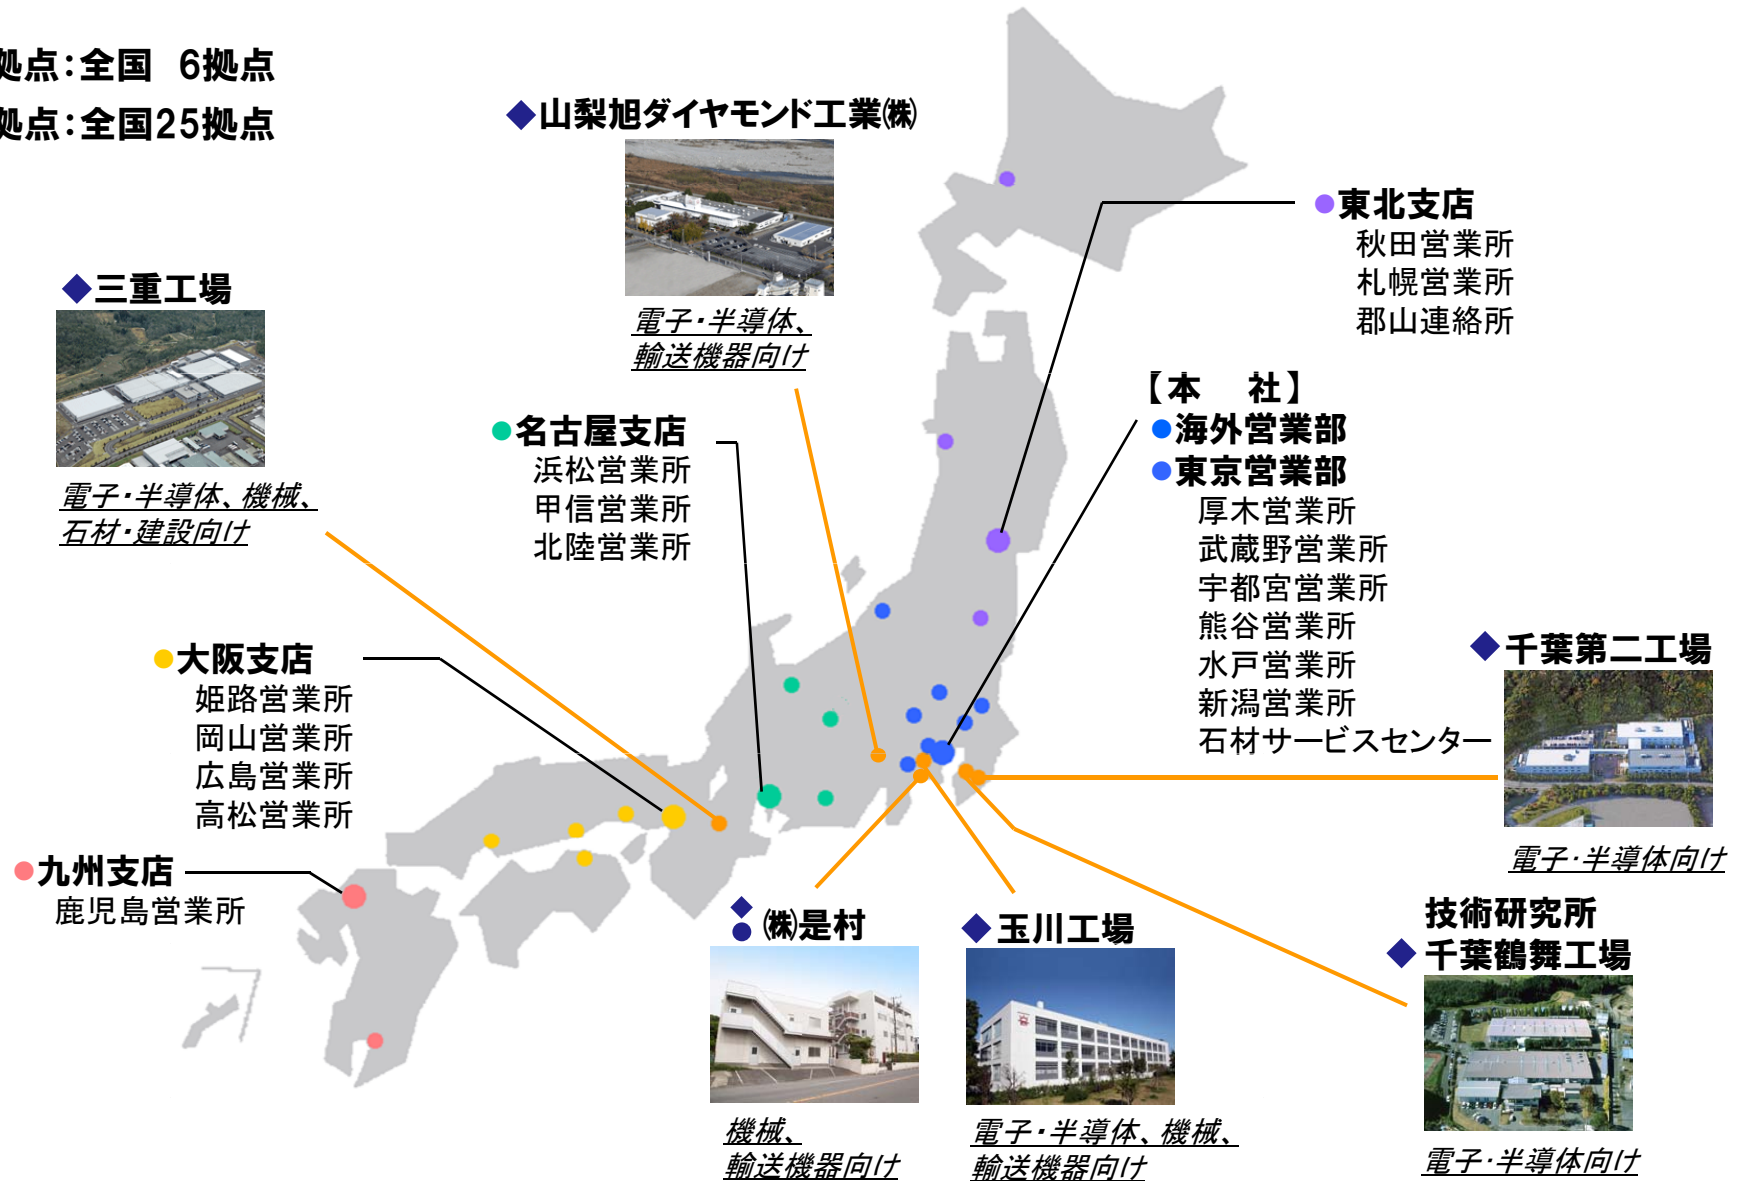 拠点：全国　6拠点
拠点：全国25拠点
◆山梨旭ダイヤモンド工業㈱
電子・半導体、
輸送機器向け
◆三重工場
電子・半導体、機械、
石材・建設向け
●名古屋支店
浜松営業所
甲信営業所
北陸営業所
●東北支店
秋田営業所
札幌営業所
郡山連絡所
【本　社】
●海外営業部
●東京営業部
厚木営業所
武蔵野営業所
宇都宮営業所
熊谷営業所
水戸営業所
新潟営業所
石材サービスセンター
●大阪支店
姫路営業所
岡山営業所
広島営業所
高松営業所
●九州支店
鹿児島営業所
◆千葉第二工場
電子・半導体向け
㈱是村
機械、
輸送機器向け
◆玉川工場
電子・半導体、機械、
輸送機器向け
技術研究所
◆千葉鶴舞工場
電子・半導体向け